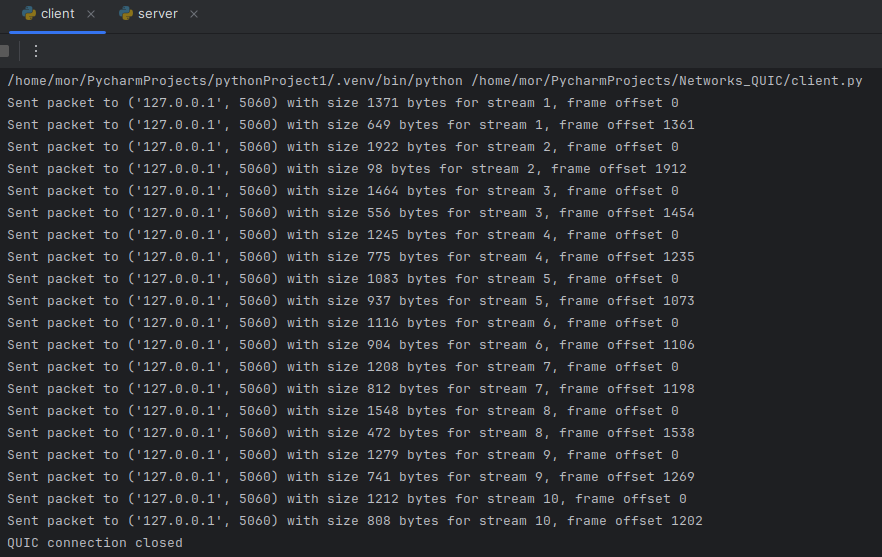 client × server ×
/home/mor/PycharmProjects/pythonProject1/.venv/bin/python /home/mor/PycharmProjects/Networks_QUIC/client.py
Sent packet to ('127.0.0.1', 5060) with size 1371 bytes for stream 1, frame offset 0
Sent packet to ('127.0.0.1', 5060) with size 649 bytes for stream 1, frame offset 1361
Sent packet to ('127.0.0.1', 5060) with size 1922 bytes for stream 2, frame offset 0
Sent packet to ('127.0.0.1', 5060) with size 98 bytes for stream 2, frame offset 1912
Sent packet to ('127.0.0.1', 5060) with size 1464 bytes for stream 3, frame offset 0
Sent packet to ('127.0.0.1', 5060) with size 556 bytes for stream 3, frame offset 1454
Sent packet to ('127.0.0.1', 5060) with size 1245 bytes for stream 4, frame offset 0
Sent packet to ('127.0.0.1', 5060) with size 775 bytes for stream 4, frame offset 1235
Sent packet to ('127.0.0.1', 5060) with size 1083 bytes for stream 5, frame offset 0
Sent packet to ('127.0.0.1', 5060) with size 937 bytes for stream 5, frame offset 1073
Sent packet to ('127.0.0.1', 5060) with size 1116 bytes for stream 6, frame offset 0
Sent packet to ('127.0.0.1', 5060) with size 904 bytes for stream 6, frame offset 1106
Sent packet to ('127.0.0.1', 5060) with size 1208 bytes for stream 7, frame offset 0
Sent packet to ('127.0.0.1', 5060) with size 812 bytes for stream 7, frame offset 1198
Sent packet to ('127.0.0.1', 5060) with size 1548 bytes for stream 8, frame offset 0
Sent packet to ('127.0.0.1', 5060) with size 472 bytes for stream 8, frame offset 1538
Sent packet to ('127.0.0.1', 5060) with size 1279 bytes for stream 9, frame offset 0
Sent packet to ('127.0.0.1', 5060) with size 741 bytes for stream 9, frame offset 1269
Sent packet to ('127.0.0.1', 5060) with size 1212 bytes for stream 10, frame offset 0
Sent packet to ('127.0.0.1', 5060) with size 808 bytes for stream 10, frame offset 1202
QUIC connection closed